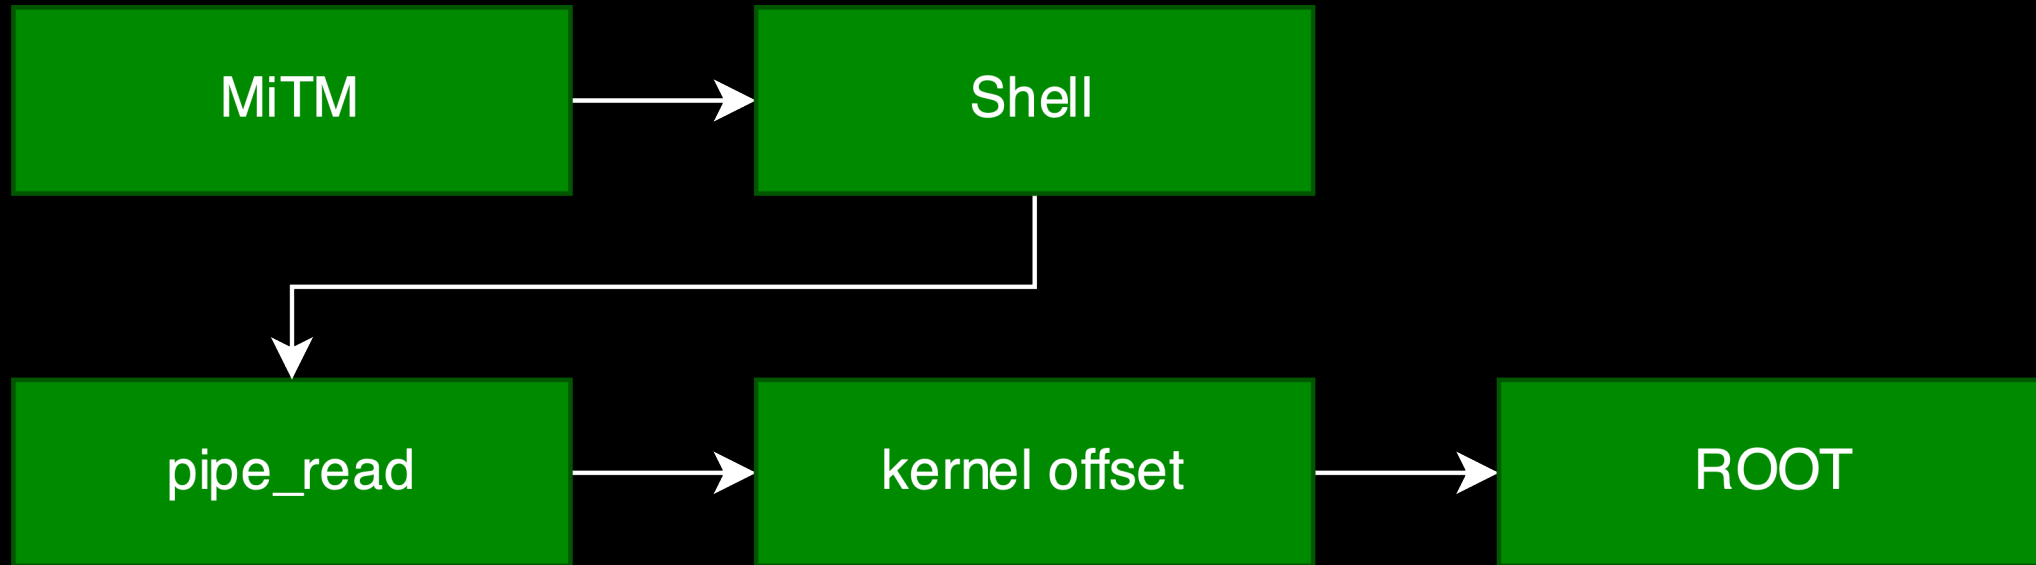 MiTM
Shell
pipe_read
kernel offset
ROOT